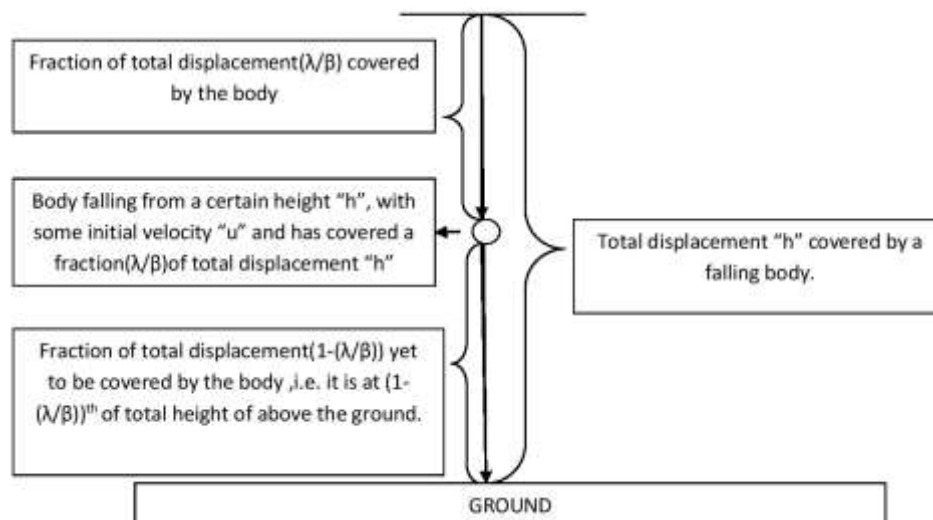 Fraction of total displacement(λ/β) covered
by the body
Body falling from a certain height “h”, with
some initial velocity “u” and has covered a
fraction(λ/β)of total displacement “h”
Total displacement “h” covered by a
falling body.
Fraction of total displacement(1-(λ/β)) yet
to be covered by the body ,i.e. it is at (1-
(λ/β))th of total height of above the ground.
GROUND